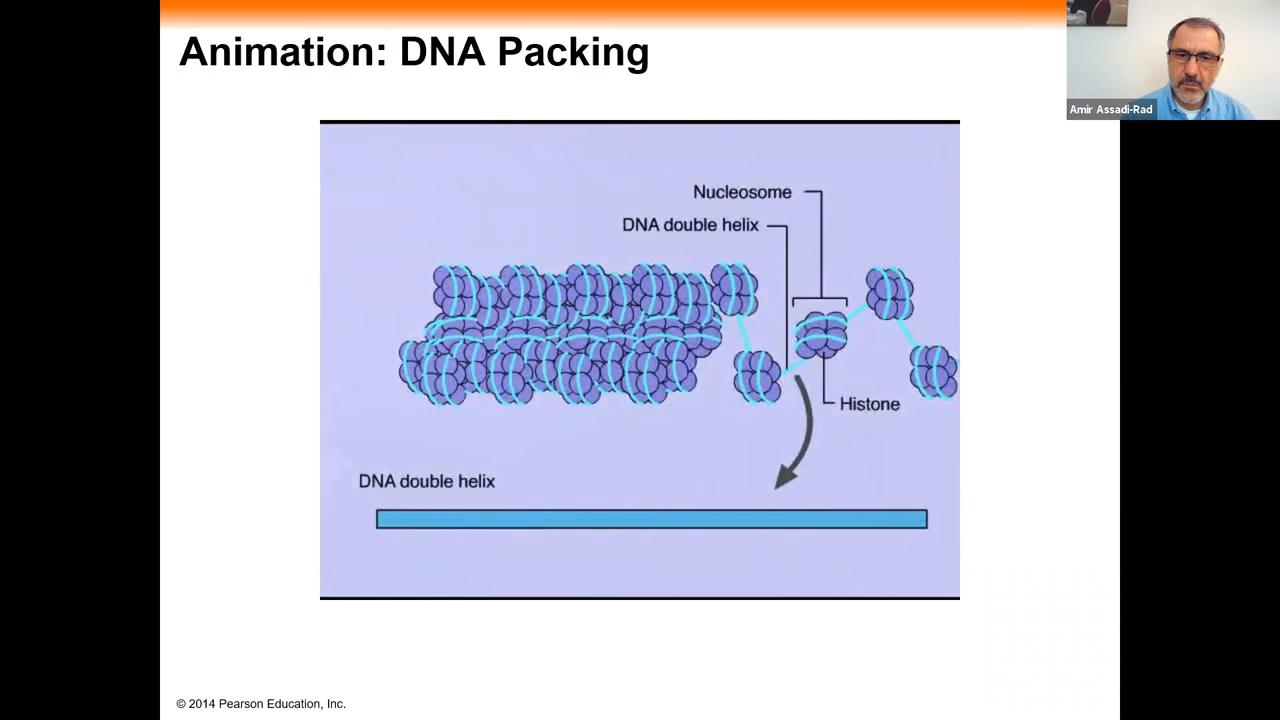 Animation: DNA Packing
Amir Assadi-Rad
Nucleosome
DNA double helix
Histone
DNA double helix
© 2014 Pearson Education, Inc.